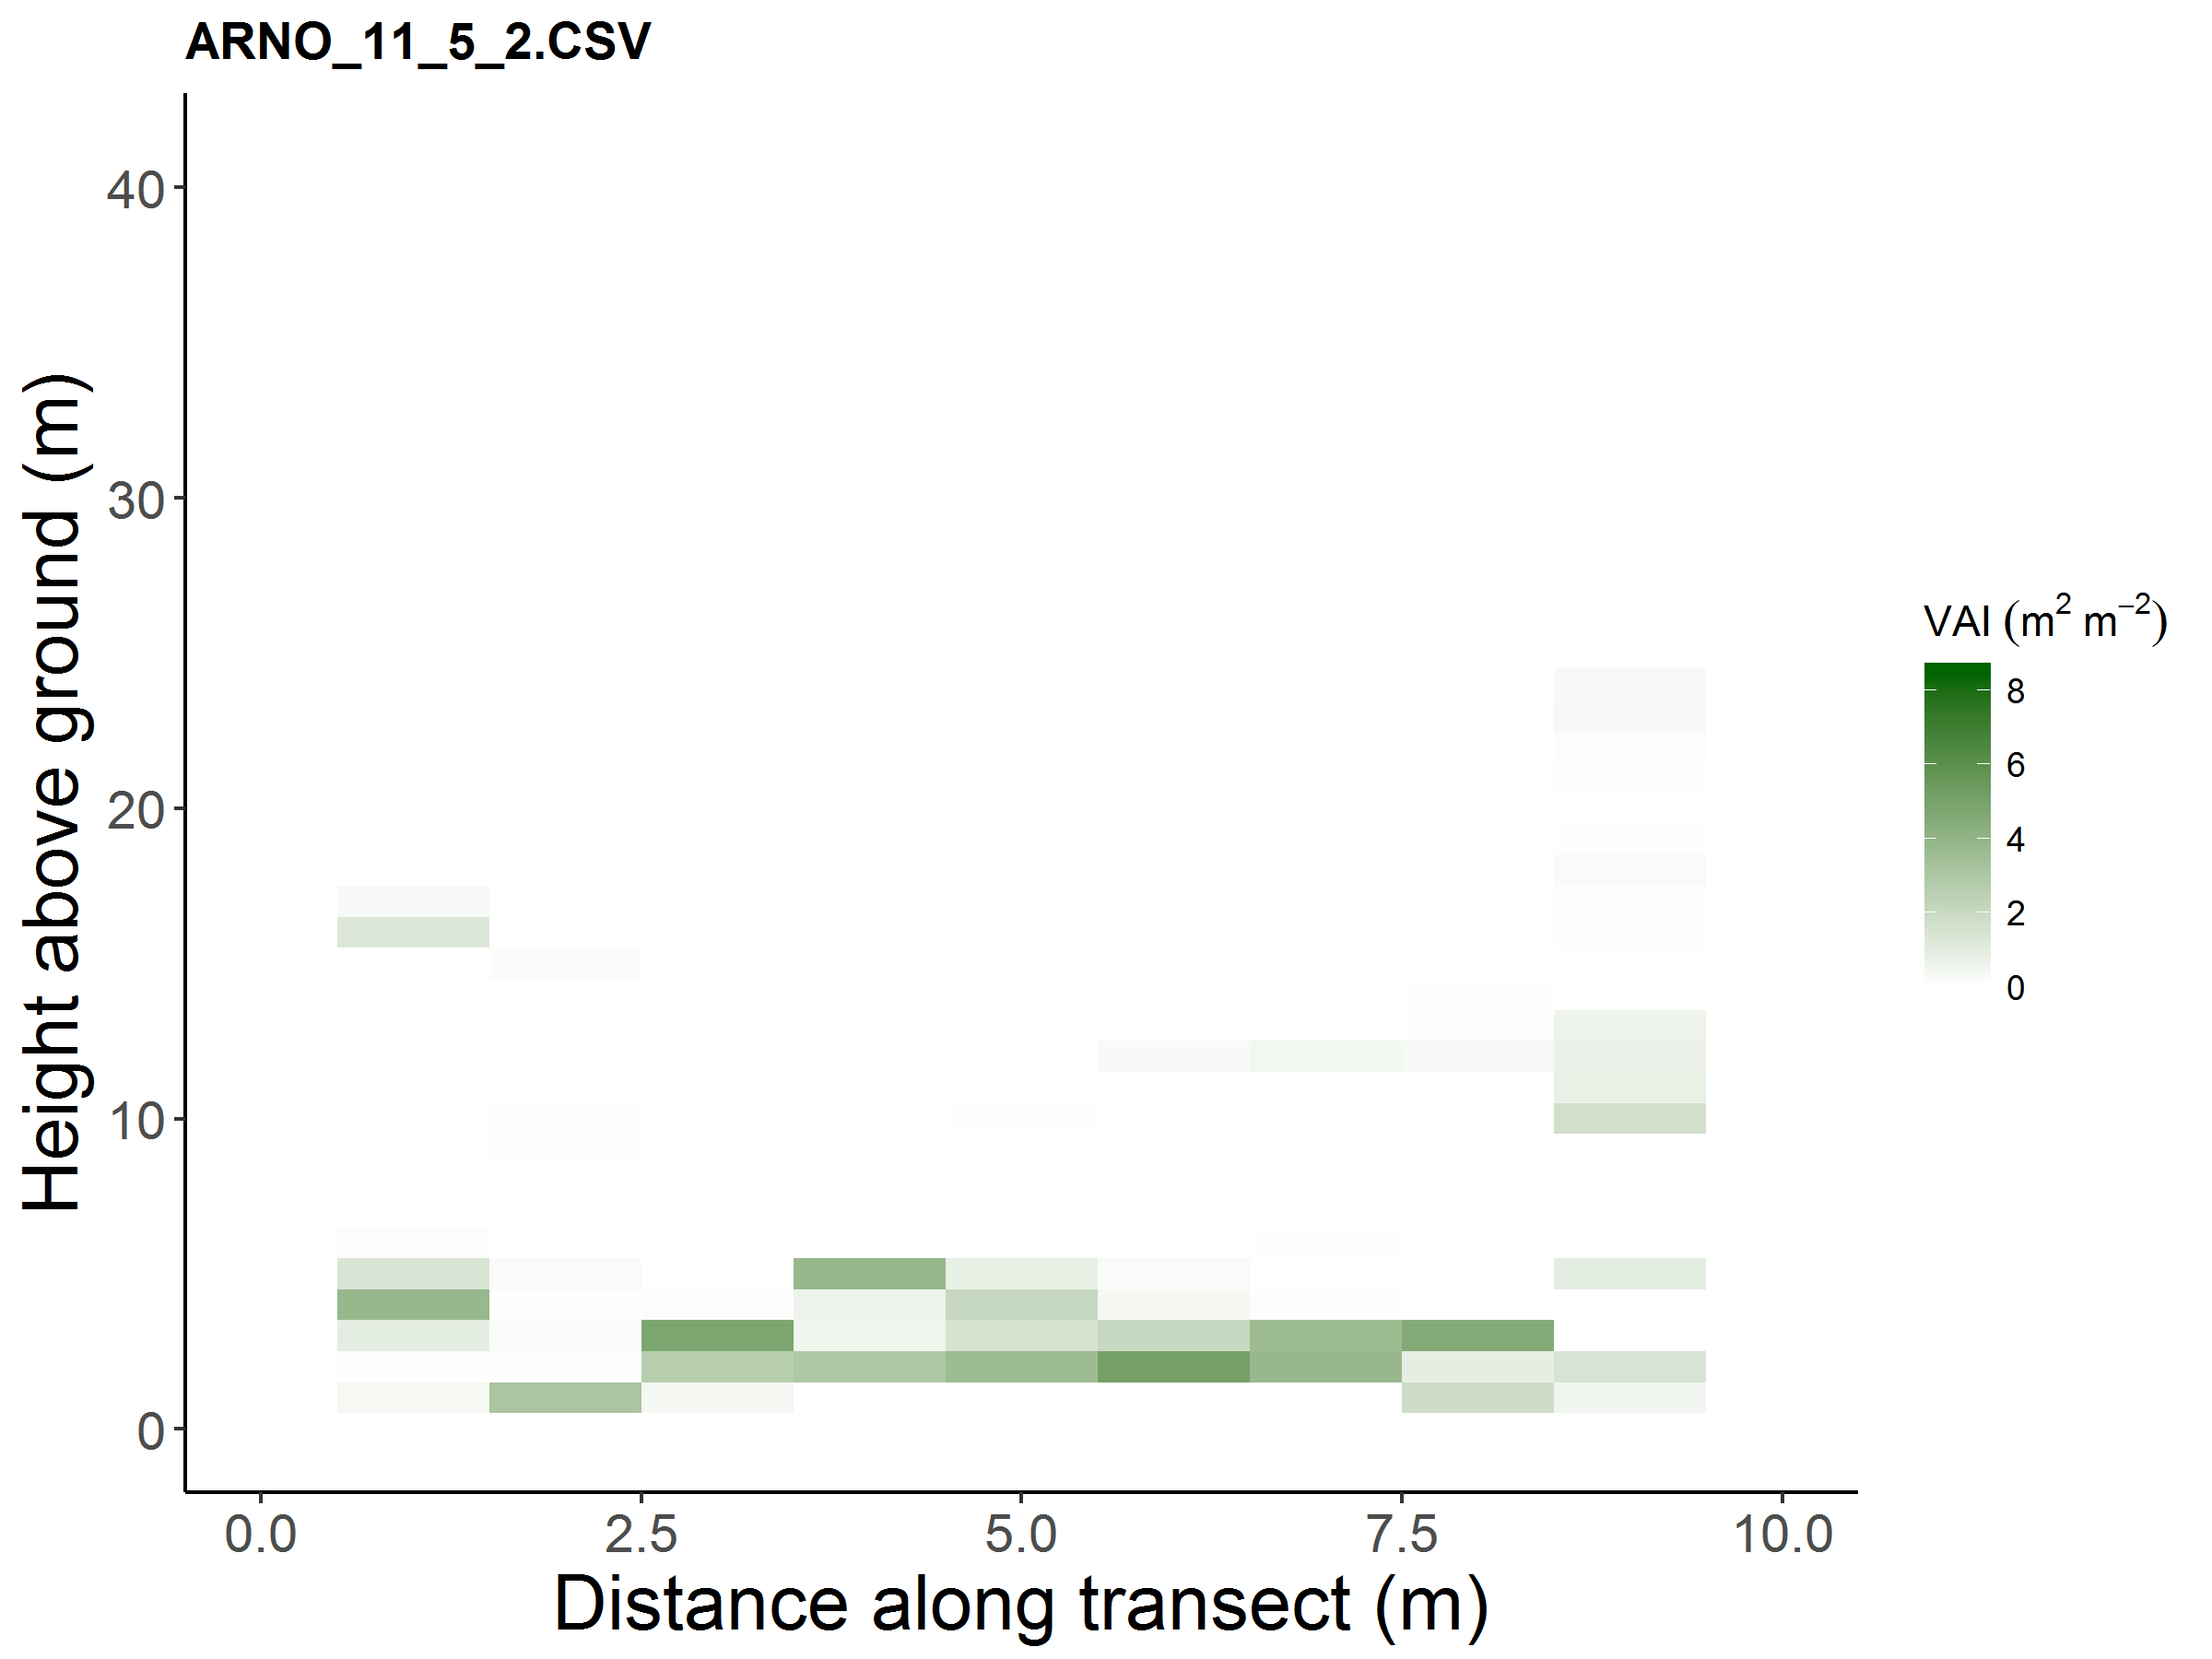 ARNO_11_5_2.CSV
Height above ground (m)
40
30
20
10
0
0.0 2.5 5.0 7.5 10.0
Distance along transect (m)
VAI (m² m⁻²)
8
6
4
2
0